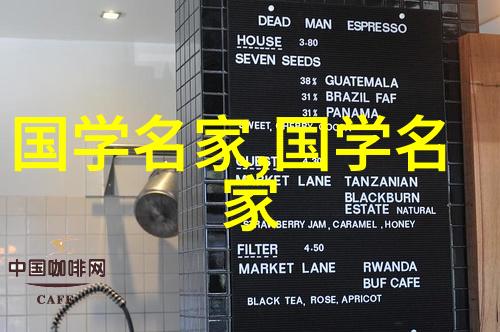 DEAD MAN ESPRESSO
HOUSE 3-80
SEVEN SEEDS
38% GUATEMALA
31% BRAZIL FAF
31% PANAMA
国学名家,国学名
家
MARKET LANE TANZANIAN
BLACKBURN
ESTATE NATURAL
STRAWBERRY JAM, CARAMEL, HONEY
FILTER 4.50
MARKET LANE RWANDA
BUF CAFE
BLACK TEA, ROSE, APRICOT
中国咖啡网
CAFE